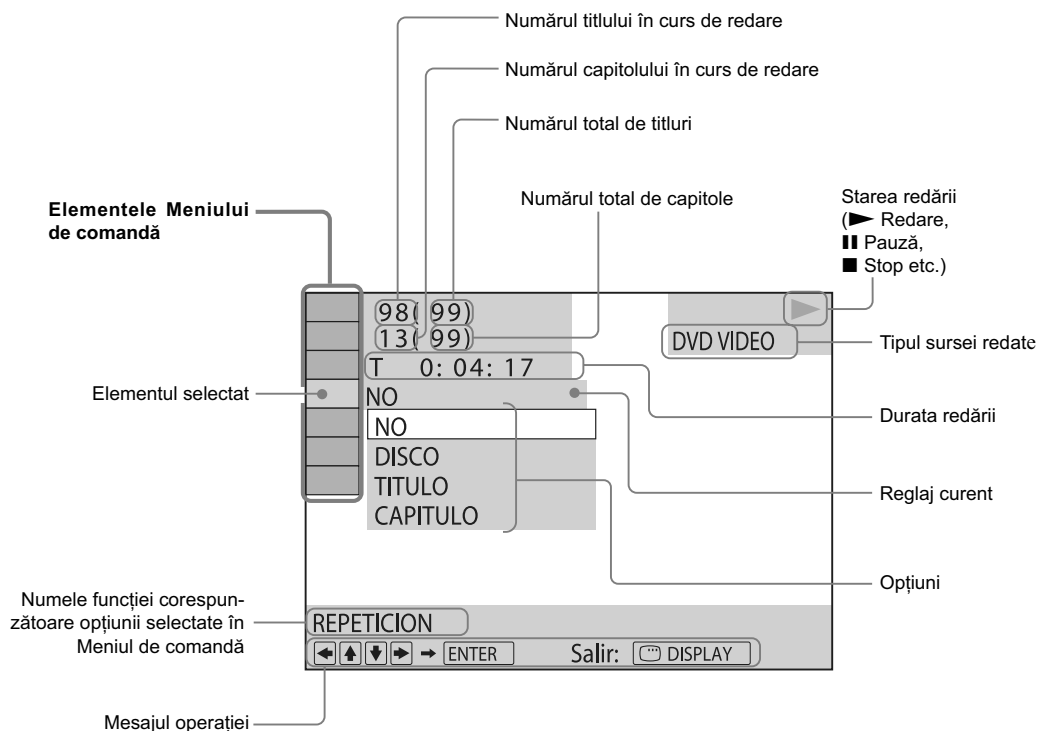 Numărul titlului în curs de redare
Numărul capitolului în curs de redare
Numărul total de titluri
Numărul total de capitole
Starea redării
(► Redare,
▮▮ Pauză,
■ Stop etc.)
Elementele Meniului
de comandă
98( 99)
13( 99)
DVD VIDEO
Tipul sursei redate
T 0: 04: 17
Elementul selectat
NO
Durata redării
NO
DISCO
TITULO
CAPITULO
Reglaj curent
Opțiuni
Numele funcției corespun-
zătoare opțiunii selectate în
Meniul de comandă
REPETICION
←↑↓→ → ENTER Salir: DISPLAY
Mesajul operației